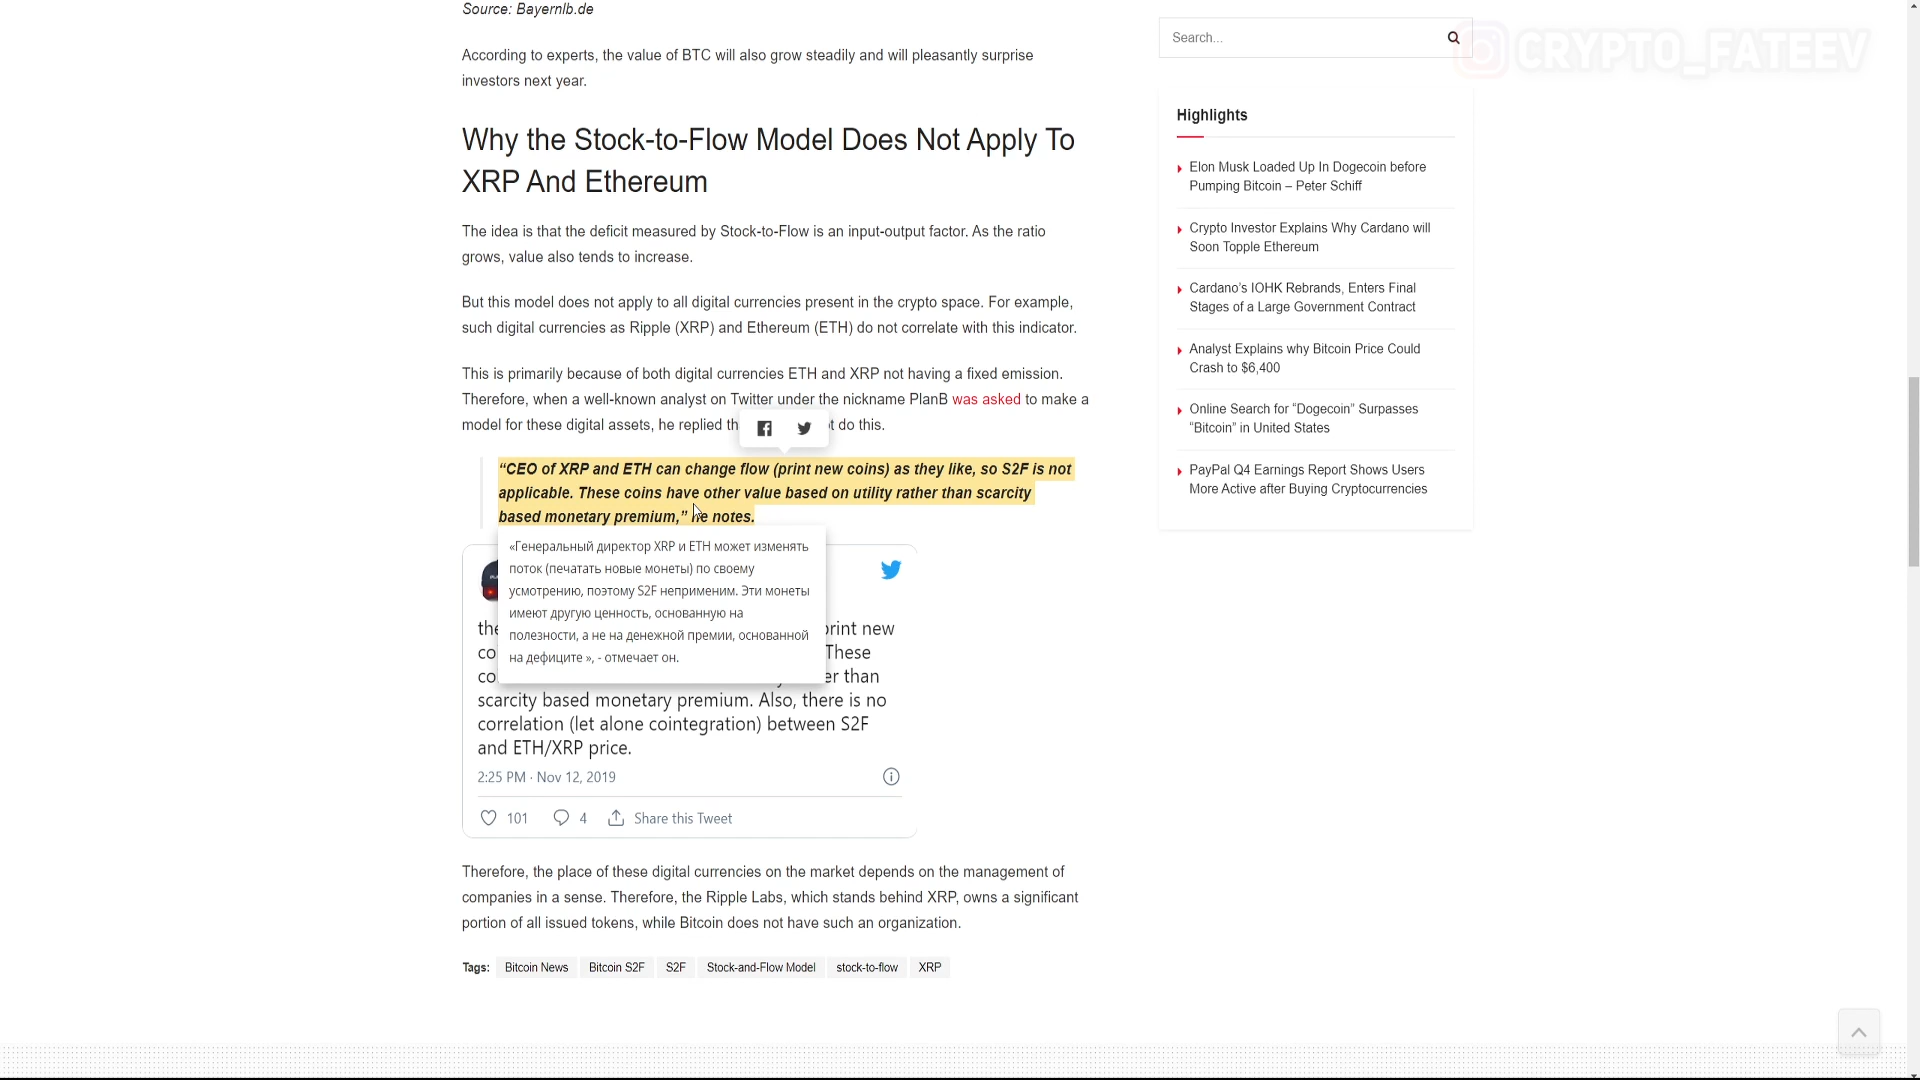 Source: Bayernlb.de
According to experts, the value of BTC will also grow steadily and will pleasantly surprise
investors next year.
Why the Stock-to-Flow Model Does Not Apply To
XRP And Ethereum
The idea is that the deficit measured by Stock-to-Flow is an input-output factor. As the ratio
grows, value also tends to increase.
But this model does not apply to all digital currencies present in the crypto space. For example,
such digital currencies as Ripple (XRP) and Ethereum (ETH) do not correlate with this indicator.
This is primarily because of both digital currencies ETH and XRP not having a fixed emission.
Therefore, when a well-known analyst on Twitter under the nickname PlanB was asked to make a
model for these digital assets, he replied th t do this.
“CEO of XRP and ETH can change flow (print new coins) as they like, so S2F is not
applicable. These coins have other value based on utility rather than scarcity
based monetary premium,” he notes.
«Генеральный директор XRP и ETH может изменять
поток (печатать новые монеты) по своему
усмотрению, поэтому S2F неприменим. Эти монеты
имеют другую ценность, основанную на
полезности, а не на денежной премии, основанной
на дефиците », - отмечает он.
the print new
co These
co er than
scarcity based monetary premium. Also, there is no
correlation (let alone cointegration) between S2F
and ETH/XRP price.
2:25 PM · Nov 12, 2019
101 4 Share this Tweet
Therefore, the place of these digital currencies on the market depends on the management of
companies in a sense. Therefore, the Ripple Labs, which stands behind XRP, owns a significant
portion of all issued tokens, while Bitcoin does not have such an organization.
Tags: Bitcoin News Bitcoin S2F S2F Stock-and-Flow Model stock-to-flow XRP
Search...
CRYPTO_FATEEV
Highlights
Elon Musk Loaded Up In Dogecoin before
Pumping Bitcoin – Peter Schiff
Crypto Investor Explains Why Cardano will
Soon Topple Ethereum
Cardano’s IOHK Rebrands, Enters Final
Stages of a Large Government Contract
Analyst Explains why Bitcoin Price Could
Crash to $6,400
Online Search for “Dogecoin” Surpasses
“Bitcoin” in United States
PayPal Q4 Earnings Report Shows Users
More Active after Buying Cryptocurrencies